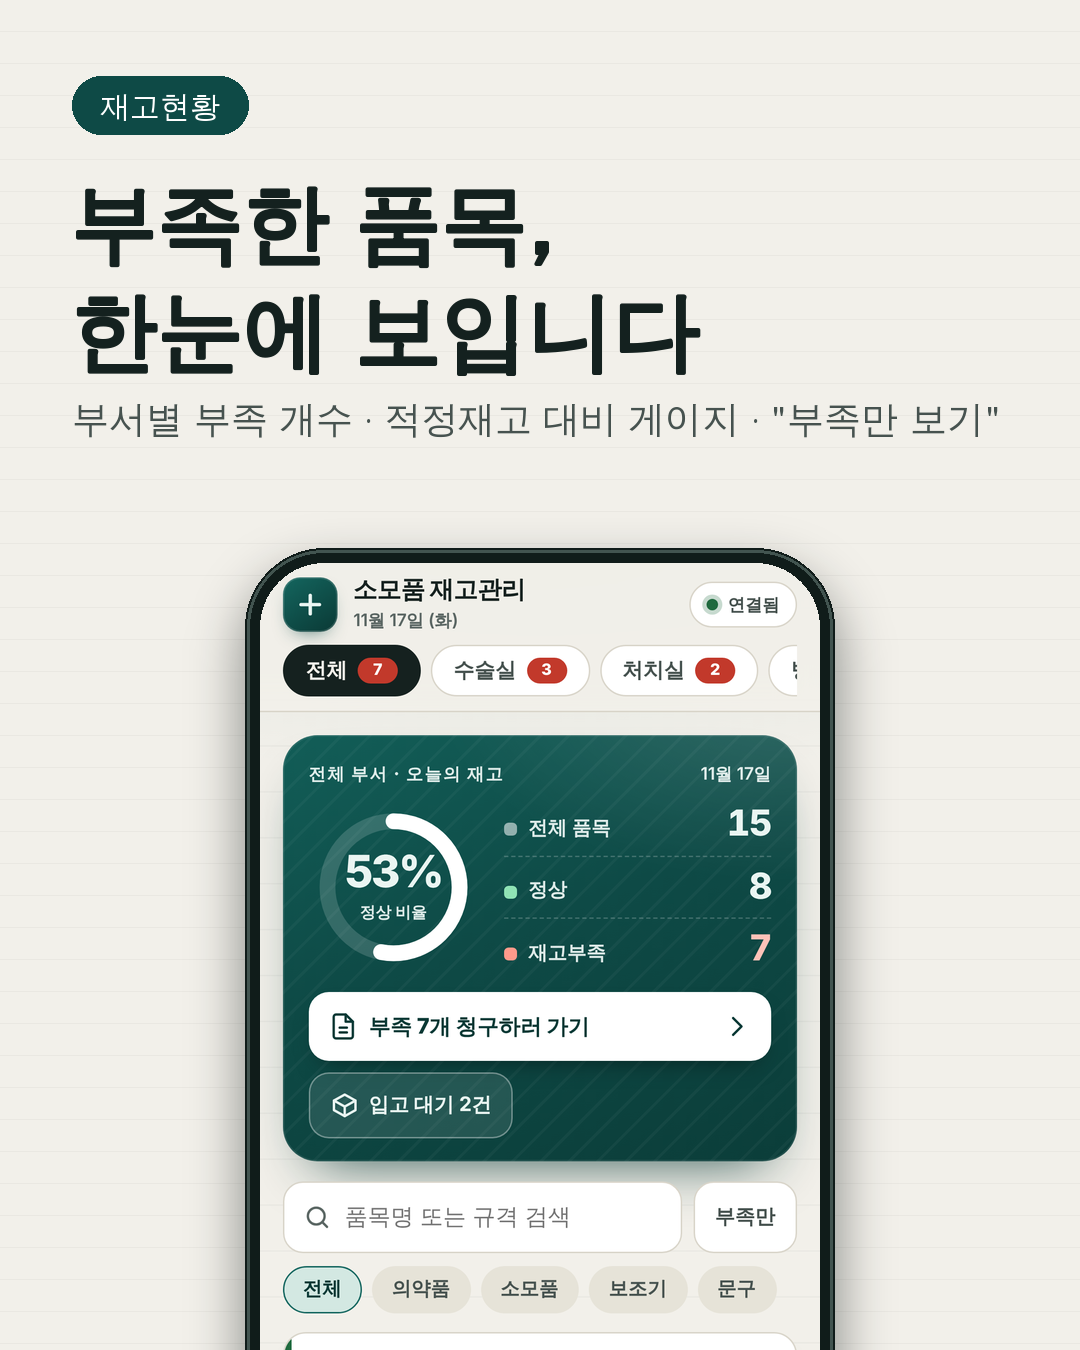 재고현황
부족한 품목,
한눈에 보입니다
부서별 부족 개수 · 적정재고 대비 게이지 · "부족만 보기"
소모품 재고관리
11월 17일 (화)
연결됨
전체 7
수술실 3
처치실 2
전체 부서 · 오늘의 재고
11월 17일
53%
정상 비율
전체 품목 15
정상 8
재고부족 7
부족 7개 청구하러 가기
입고 대기 2건
품목명 또는 규격 검색
부족만
전체
의약품
소모품
보조기
문구